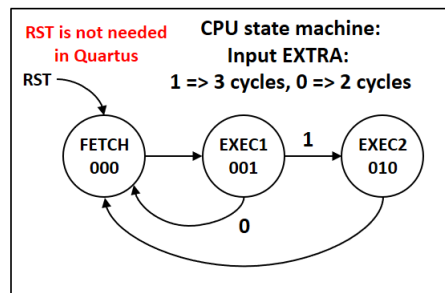 RST is not needed
in Quartus
CPU state machine:
Input EXTRA:
1 => 3 cycles, 0 => 2 cycles
RST
FETCH
000
EXEC1
001
1
EXEC2
010
0